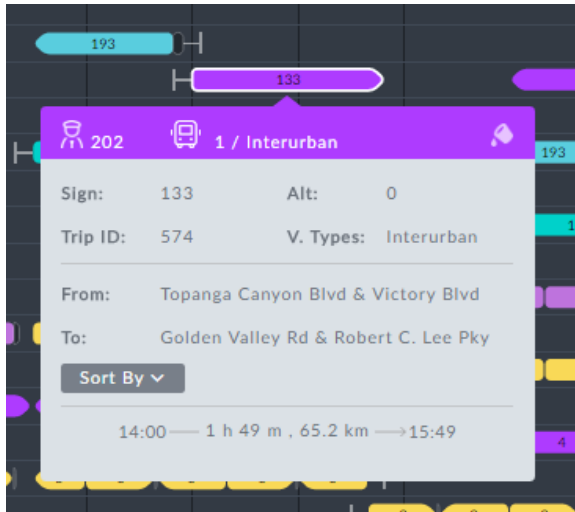 193
133
202 1 / Interurban
193
Sign: 133 Alt: 0
Trip ID: 574 V. Types: Interurban
1
From: Topanga Canyon Blvd & Victory Blvd
To: Golden Valley Rd & Robert C. Lee Pky
Sort By
14:00 1 h 49 m , 65.2 km 15:49
4